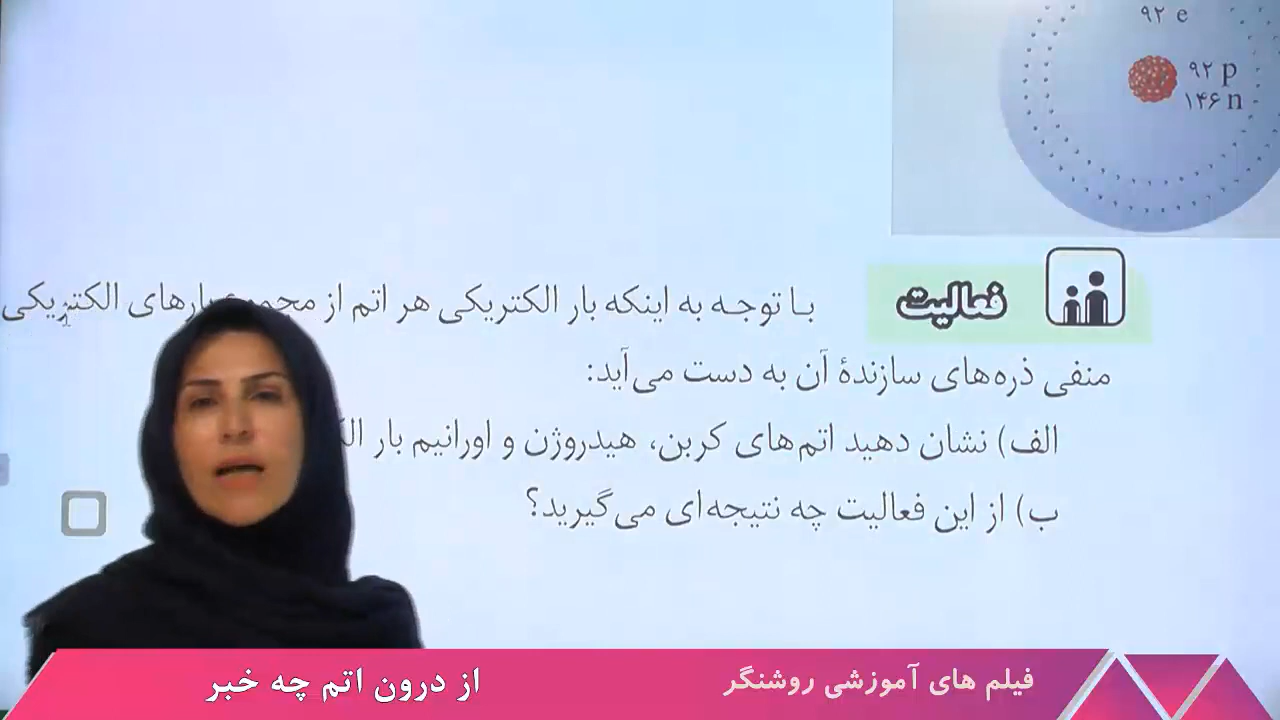 ۹۲ e
۹۲ p
۱۴۶ n
فعالیت
با توجه به اینکه بار الکتریکی هر اتم از بارهای الکتریکی
منفی ذره‌های سازندهٔ آن به دست می‌آید:
الف) نشان دهید اتم‌های کربن، هیدروژن و اورانیم بار
ب) از این فعالیت چه نتیجه‌ای می‌گیرید؟
فیلم های آموزشی روشنگر
از درون اتم چه خبر